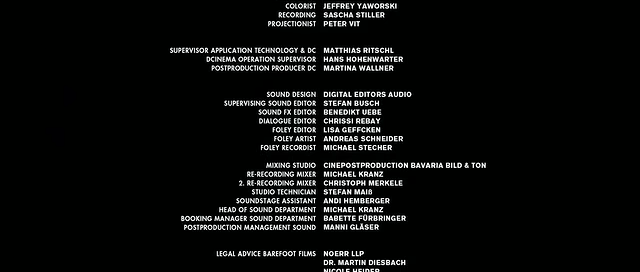 COLORIST JEFFREY YAWORSKI
RECORDING SASCHA STILLER
PROJECTIONIST PETER VIT
SUPERVISOR APPLICATION TECHNOLOGY & DC MATTHIAS RITSCHL
DCINEMA OPERATION SUPERVISOR HANS HOHENWARTER
POSTPRODUCTION PRODUCER DC MARTINA WALLNER
SOUND DESIGN DIGITAL EDITORS AUDIO
SUPERVISING SOUND EDITOR STEFAN BUSCH
SOUND FX EDITOR BENEDIKT UEBE
DIALOGUE EDITOR CHRISSI REBAY
FOLEY EDITOR LISA GEFFCKEN
FOLEY ARTIST ANDREAS SCHNEIDER
FOLEY RECORDIST MICHAEL STECHER
MIXING STUDIO CINEPOSTPRODUCTION BAVARIA BILD & TON
RE-RECORDING MIXER MICHAEL KRANZ
2. RE-RECORDING MIXER CHRISTOPH MERKELE
STUDIO TECHNICIAN STEFAN MAIß
SOUNDSTAGE ASSISTANT ANDI HEMBERGER
HEAD OF SOUND DEPARTMENT MICHAEL KRANZ
BOOKING MANAGER SOUND DEPARTMENT BABETTE FÜRBRINGER
POSTPRODUCTION MANAGEMENT SOUND MANNI GLÄSER
LEGAL ADVICE BAREFOOT FILMS NOERR LLP
DR. MARTIN DIESBACH
NICOLE HEIDER